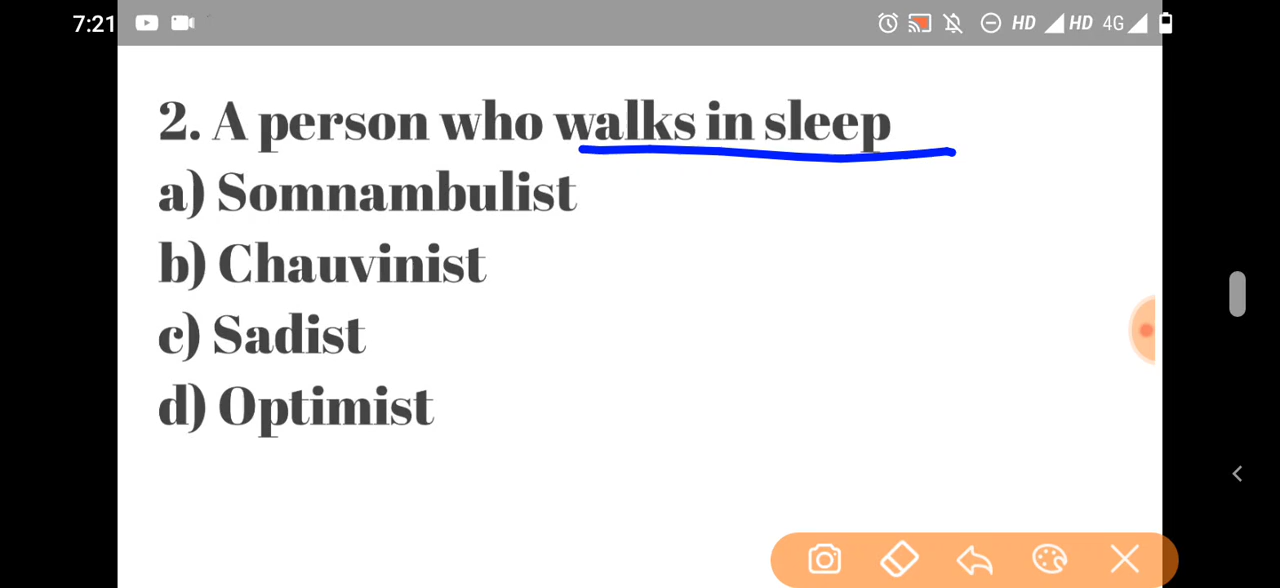 7:21 HD HD 4G
2. A person who walks in sleep
a) Somnambulist
b) Chauvinist
c) Sadist
d) Optimist